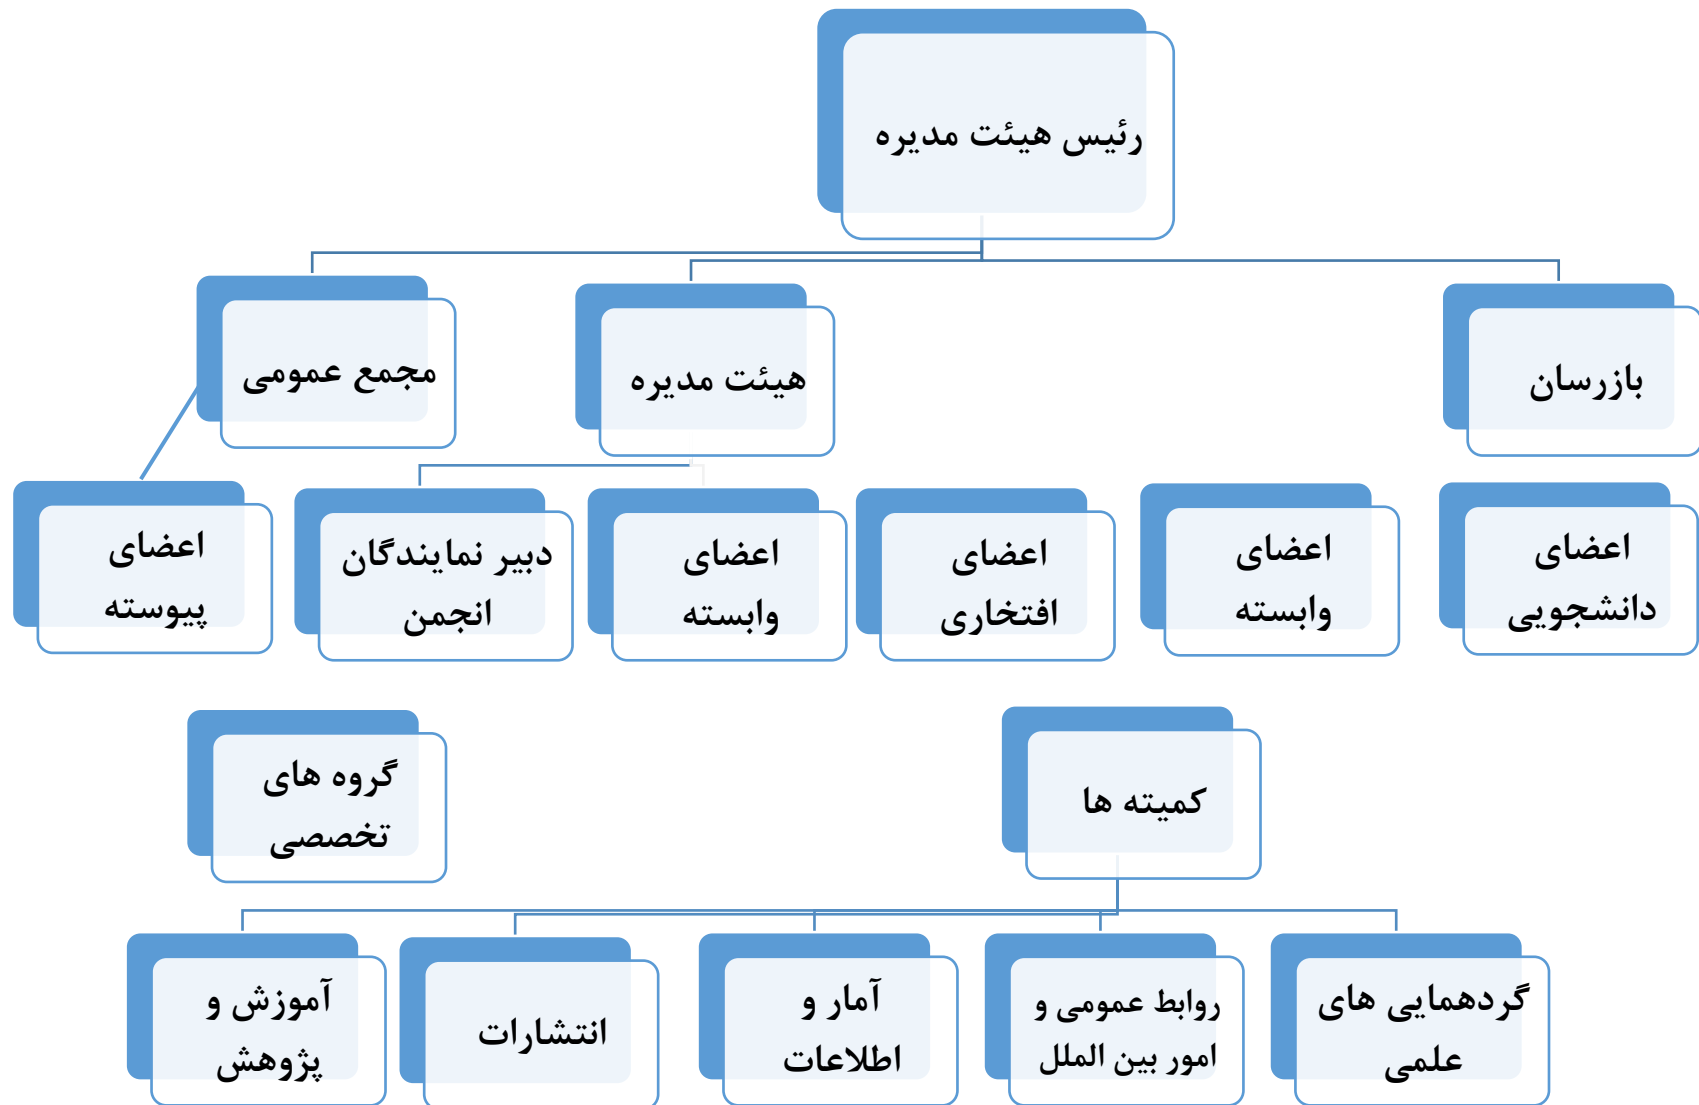 رئیس هیئت مدیره
بازرسان
هیئت مدیره
مجمع عمومی
اعضای
دانشجویی
اعضای
وابسته
اعضای
افتخاری
اعضای
وابسته
دبیر نمایندگان
انجمن
اعضای
پیوسته
کمیته ها
گروه های
تخصصی
گردهمایی های
علمی
روابط عمومی و
امور بین الملل
آمار و
اطلاعات
انتشارات
آموزش و
پژوهش